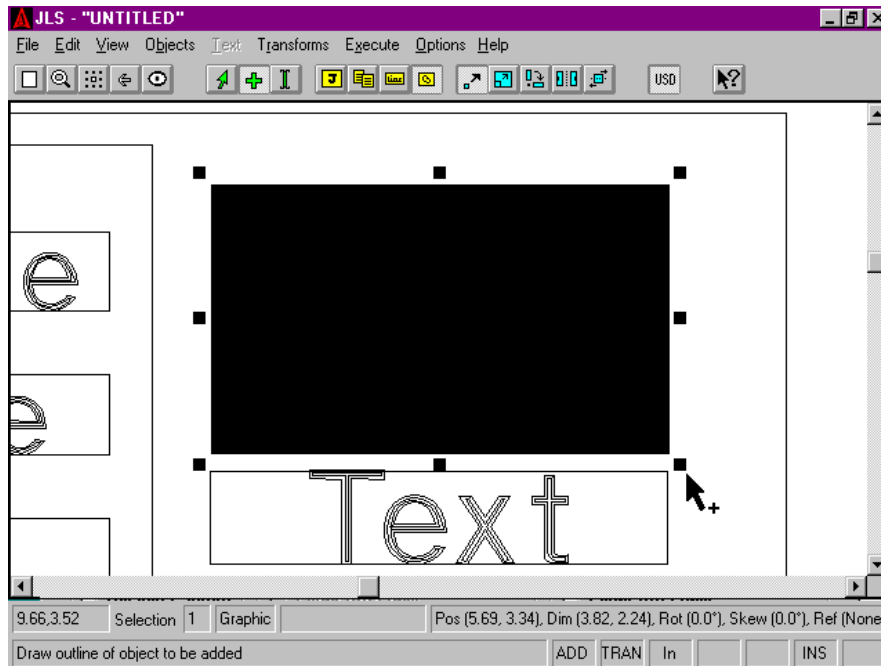 JLS - "UNTITLED"
File Edit View Objects Text Transforms Execute Options Help
J USD ?
e
e
Text
9.66,3.52 Selection 1 Graphic Pos (5.69, 3.34), Dim (3.82, 2.24), Rot (0.0°), Skew (0.0°), Ref (None
Draw outline of object to be added ADD TRAN In INS